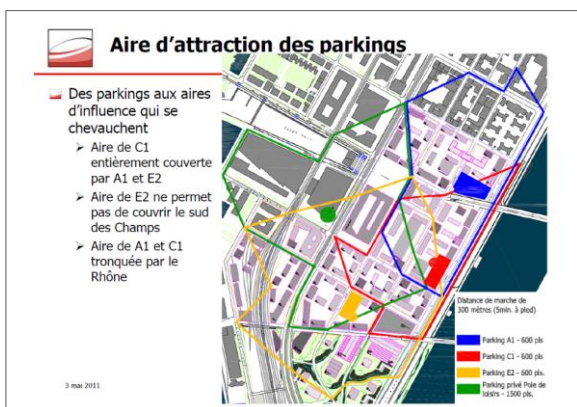 Aire d'attraction des parkings
Des parkings aux aires
d'influence qui se
chevauchent
Aire de C1
entièrement couverte
par A1 et E2
Aire de E2 ne permet
pas de couvrir le sud
des Champs
Aire de A1 et C1
tronquée par le
Rhône
Distance de marche de
300 mètres (5min. à pied)
Parking A1 - 600 pls
Parking C1 - 600 pls
Parking E2 - 600 pls.
Parking privé Pole de
loisirs - 1500 pls.
3 mai 2011